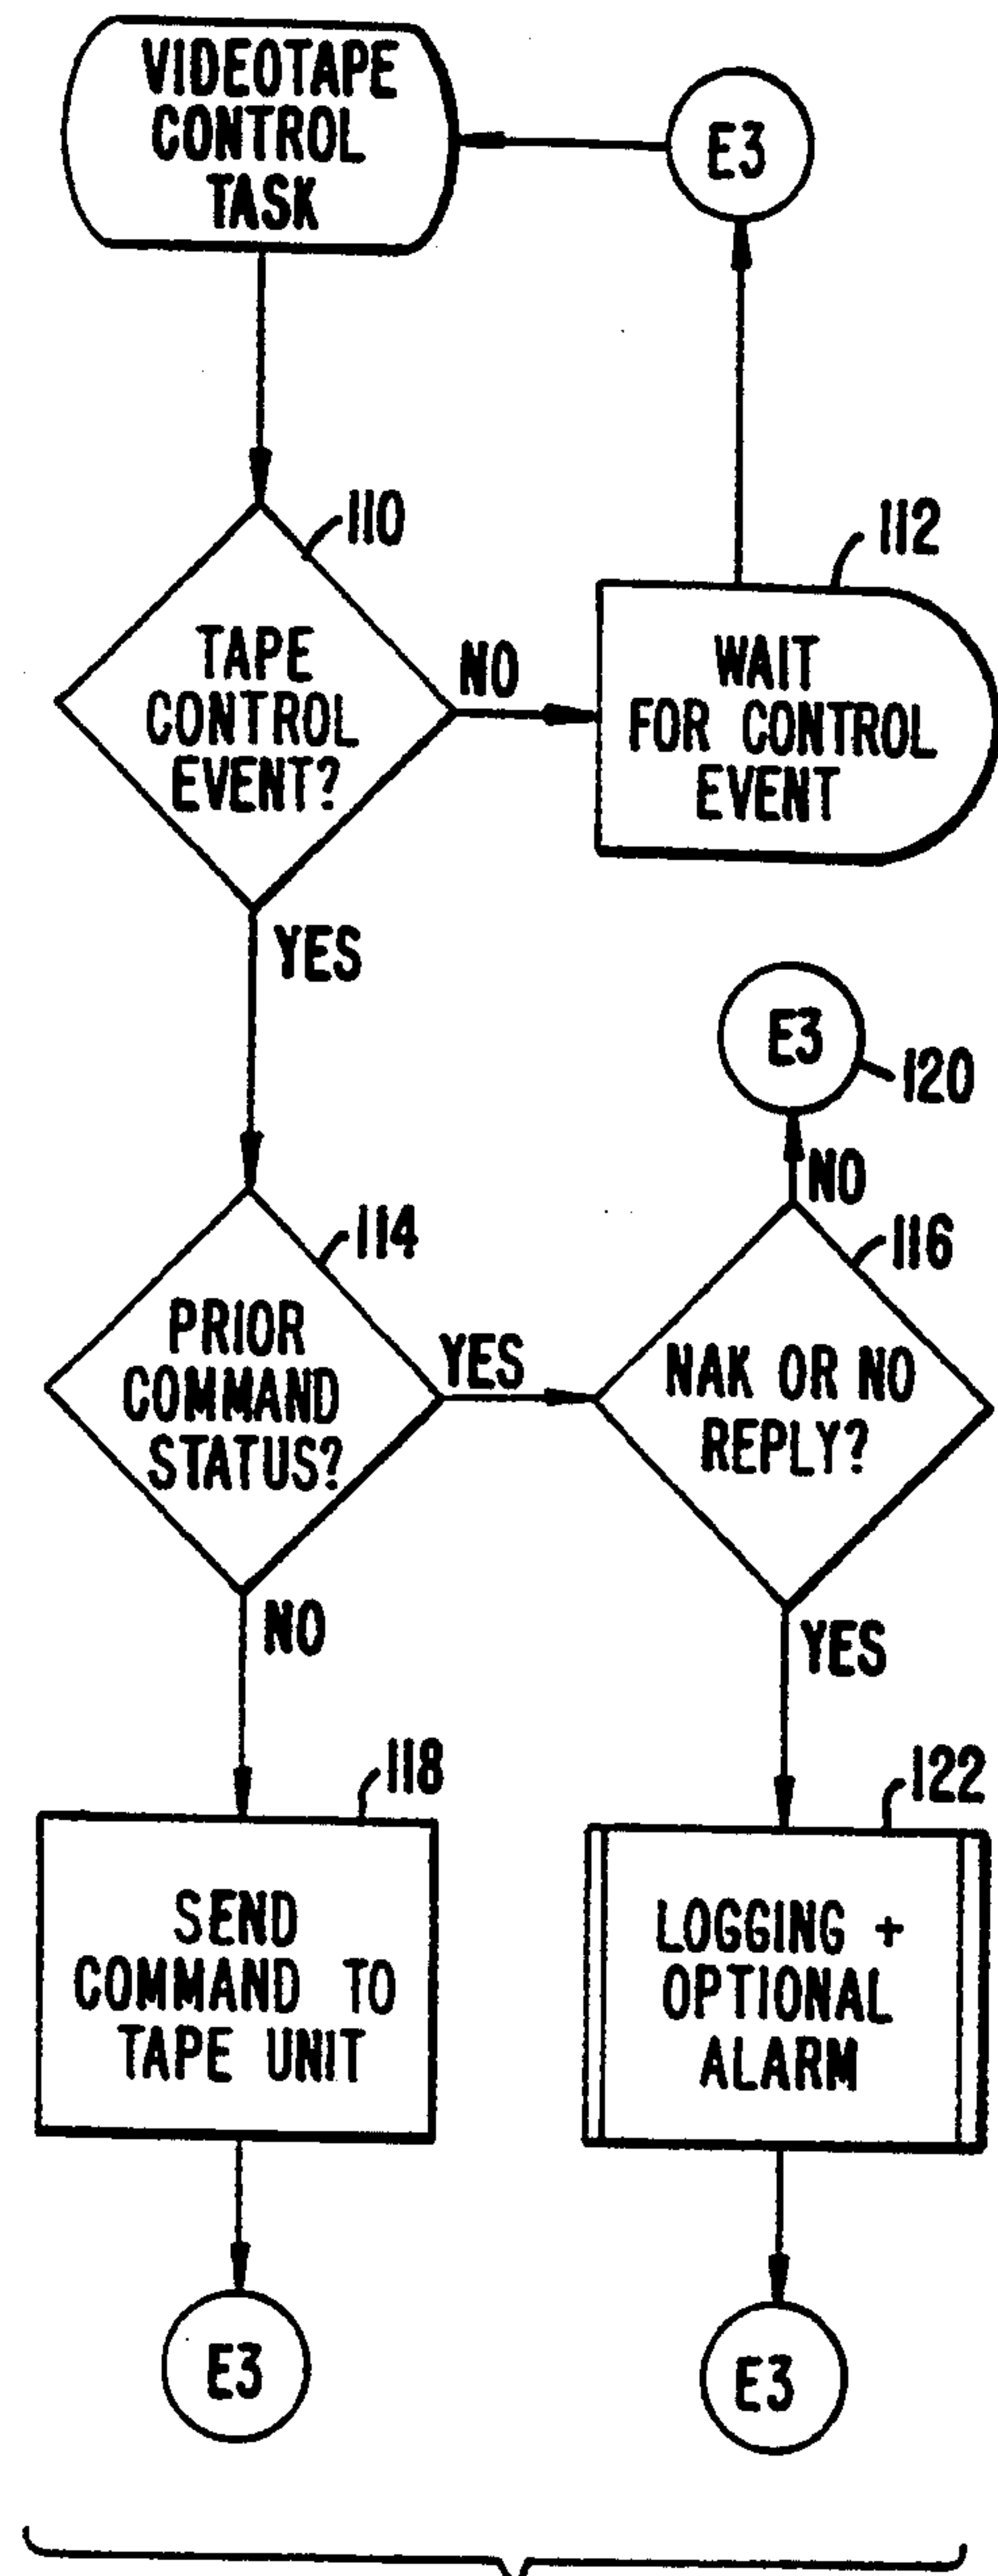 VIDEOTAPE
CONTROL
TASK
E3
110
TAPE
CONTROL
EVENT?
NO
112
WAIT
FOR CONTROL
EVENT
YES
E3
120
NO
114
PRIOR
COMMAND
STATUS?
YES
116
NAK OR NO
REPLY?
NO
YES
118
SEND
COMMAND TO
TAPE UNIT
122
LOGGING +
OPTIONAL
ALARM
E3
E3